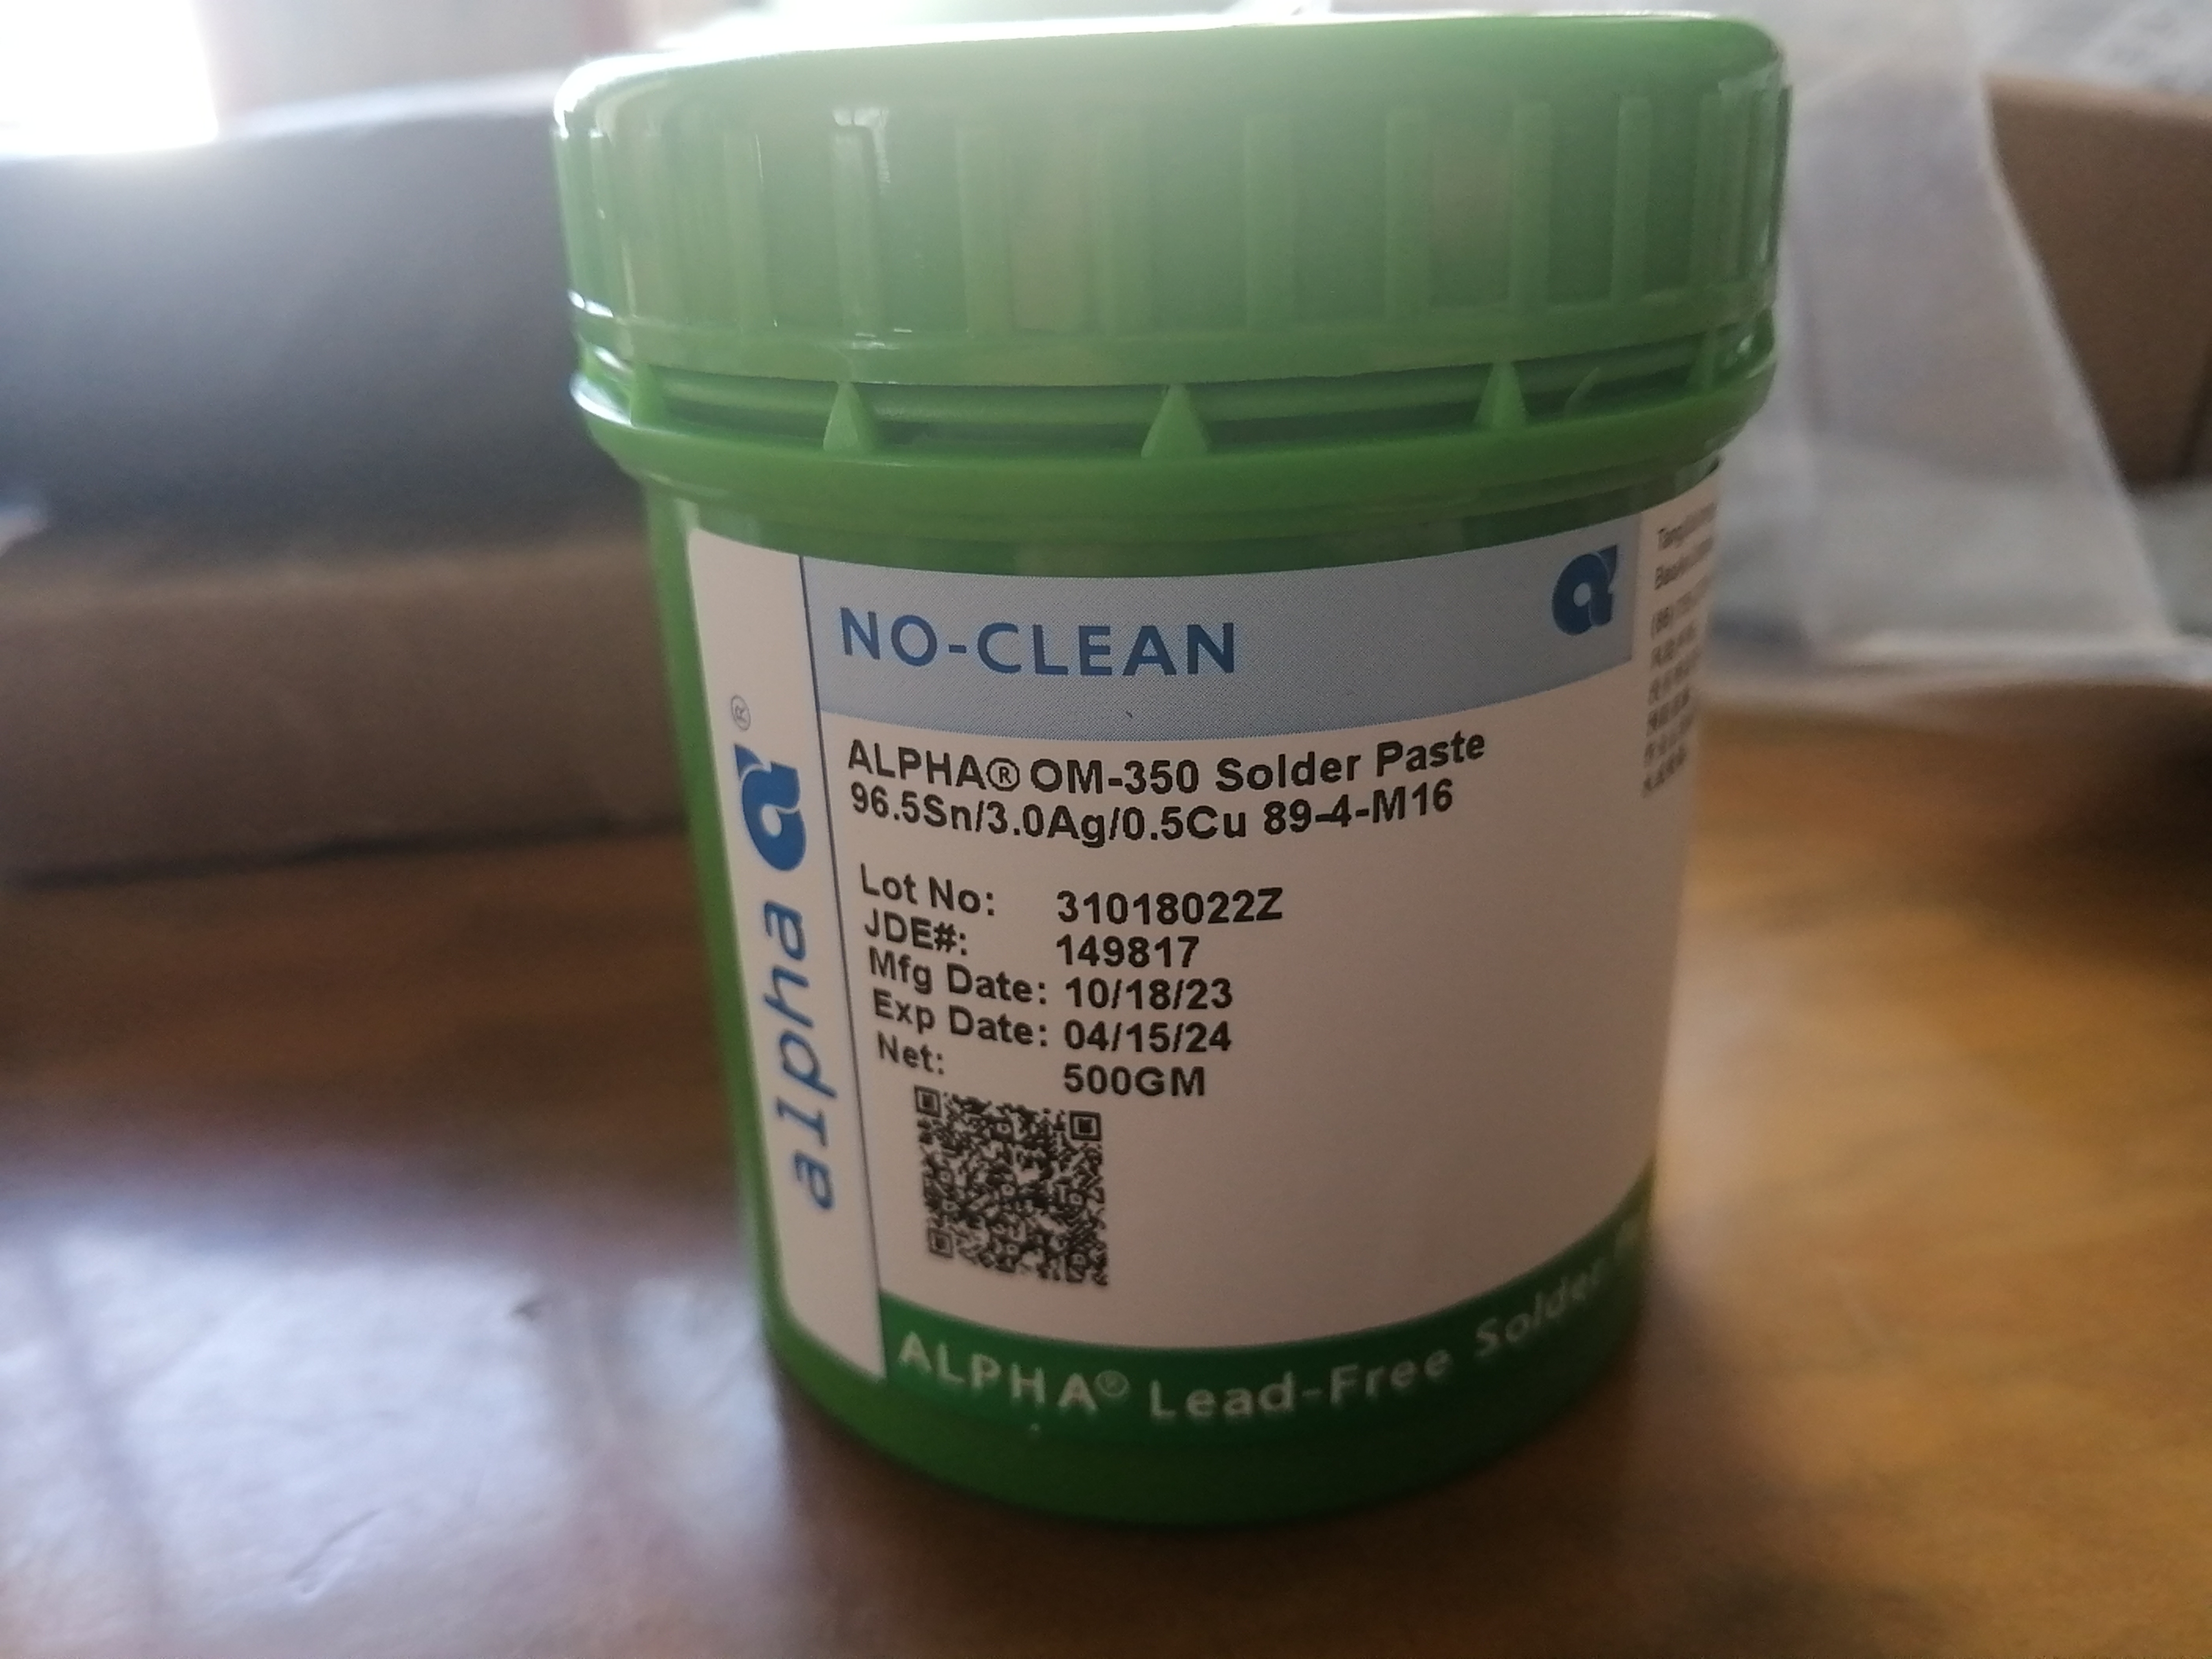 NO-CLEAN
alpha®
ALPHA® OM-350 Solder Paste
96.5Sn/3.0Ag/0.5Cu 89-4-M16
Lot No: 31018022Z
JDE#: 149817
Mfg Date: 10/18/23
Exp Date: 04/15/24
Net: 500GM
ALPHA® Lead-Free Solder